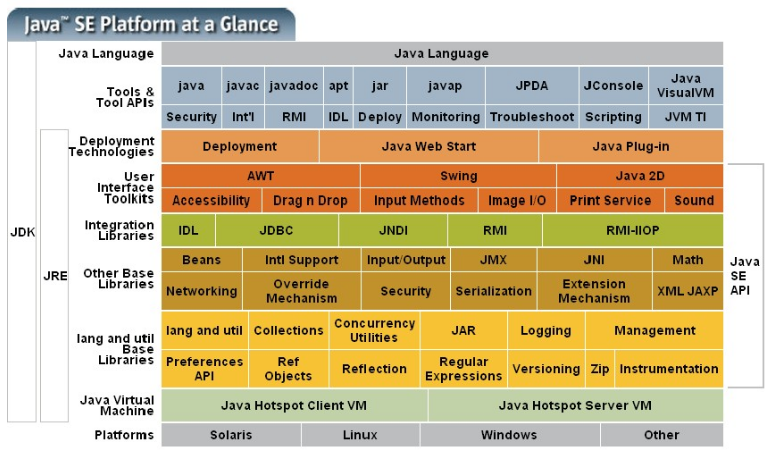 Java™ SE Platform at a Glance
Java Language
Java Language
Tools &
Tool APIs
java javac javadoc apt jar javap JPDA JConsole Java
VisualVM
Security Int'l RMI IDL Deploy Monitoring Troubleshoot Scripting JVM TI
Deployment
Technologies
Deployment Java Web Start Java Plug-in
User
Interface
Toolkits
AWT Swing Java 2D
Accessibility Drag n Drop Input Methods Image I/O Print Service Sound
Integration
Libraries
IDL JDBC JNDI RMI RMI-IIOP
Other Base
Libraries
Beans Intl Support Input/Output JMX JNI Math
Networking Override
Mechanism Security Serialization Extension
Mechanism XML JAXP
lang and util
Base
Libraries
lang and util Collections Concurrency
Utilities JAR Logging Management
Preferences
API Ref
Objects Reflection Regular
Expressions Versioning Zip Instrumentation
Java Virtual
Machine
Java Hotspot Client VM Java Hotspot Server VM
Platforms
Solaris Linux Windows Other
JDK
JRE
Java
SE
API